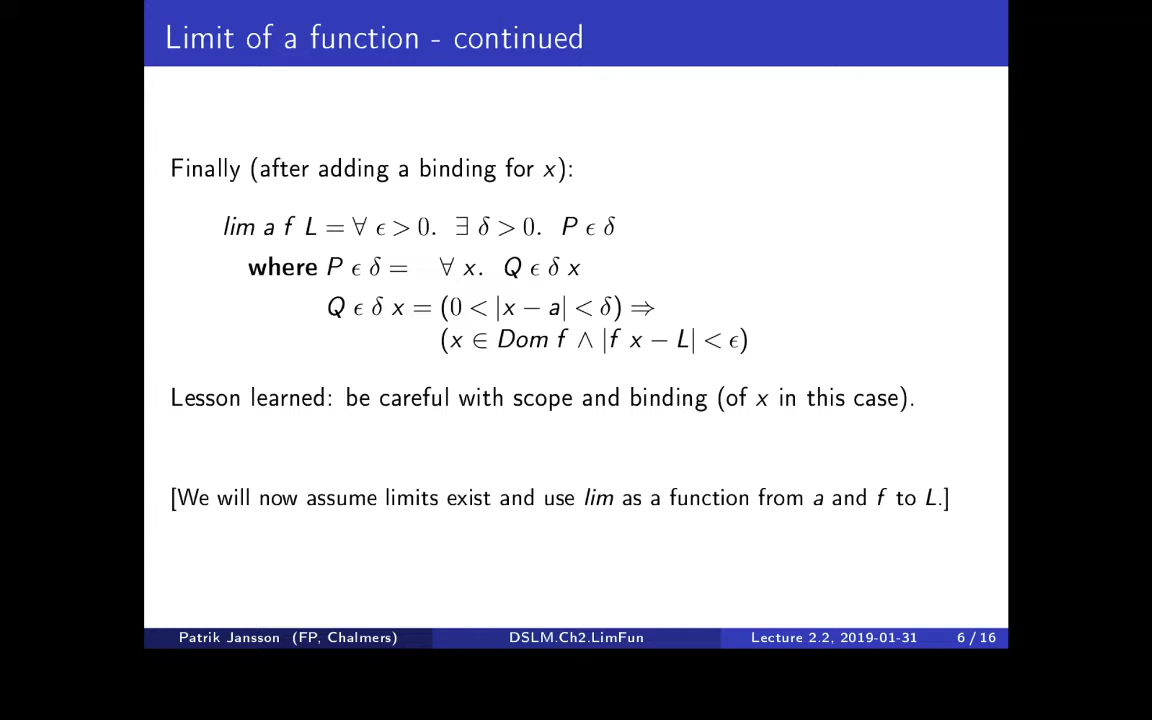 Limit of a function - continued
Finally (after adding a binding for x):
lim a f L = ∀ ϵ > 0. ∃ δ > 0. P ϵ δ
where P ϵ δ = ∀ x. Q ϵ δ x
Q ϵ δ x = (0 < |x − a| < δ) ⇒
(x ∈ Dom f ∧ |f x − L| < ϵ)
Lesson learned: be careful with scope and binding (of x in this case).
[We will now assume limits exist and use lim as a function from a and f to L.]
Patrik Jansson (FP, Chalmers) DSLM.Ch2.LimFun Lecture 2.2, 2019-01-31 6 / 16